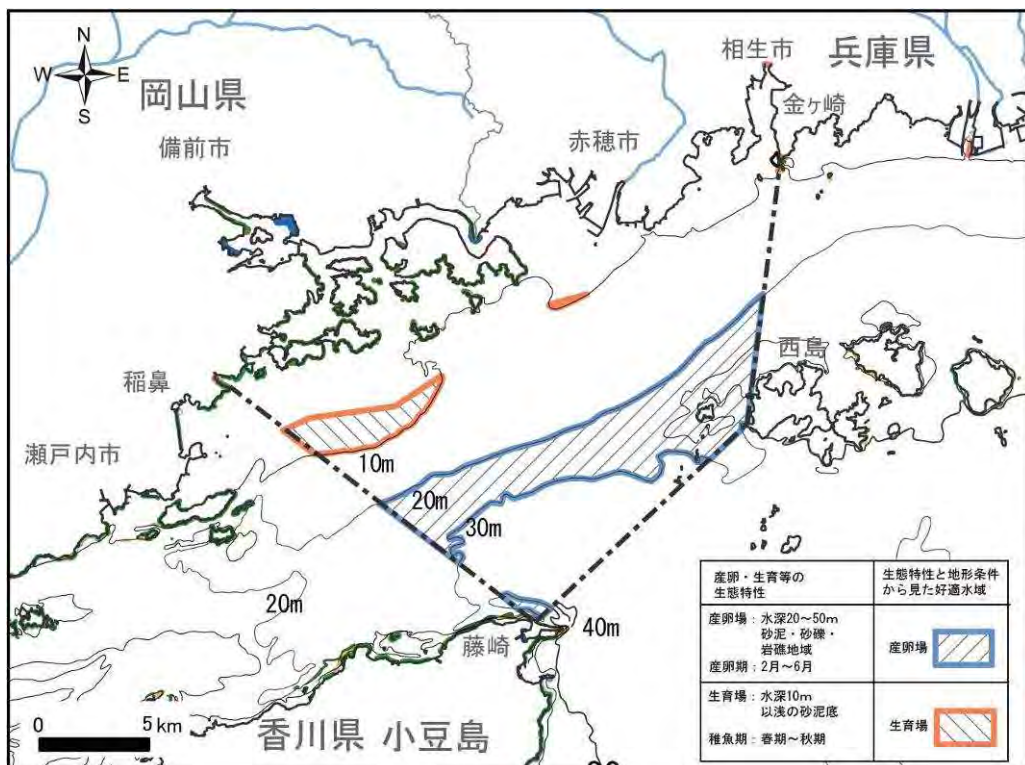 N
W E
S
岡山県
備前市
相生市
兵庫県
金ヶ崎
赤穂市
稲鼻
西島
瀬戸内市
10m
20m
30m
20m
40m
藤崎
0 5 km
香川県 小豆島
産卵・生育等の
生態特性
生態特性と地形条件
から見た好適水域
産卵場:水深20~50m
砂泥・砂礫・
岩礁地域
産卵期:2月~6月
産卵場
生育場:水深10m
以浅の砂泥底
稚魚期:春期~秋期
生育場